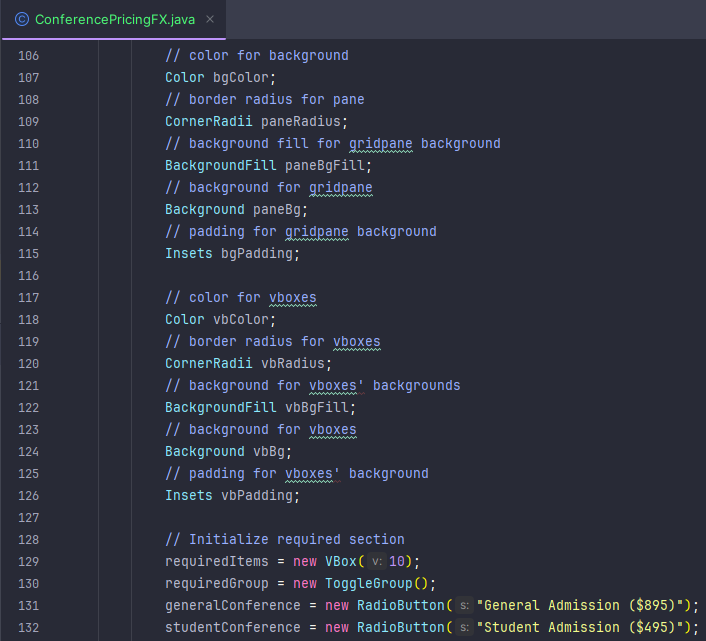 ConferencePricingFX.java
106 // color for background
107 Color bgColor;
108 // border radius for pane
109 CornerRadii paneRadius;
110 // background fill for gridpane background
111 BackgroundFill paneBgFill;
112 // background for gridpane
113 Background paneBg;
114 // padding for gridpane background
115 Insets bgPadding;
116
117 // color for vboxes
118 Color vbColor;
119 // border radius for vboxes
120 CornerRadii vbRadius;
121 // background for vboxes' backgrounds
122 BackgroundFill vbBgFill;
123 // background for vboxes
124 Background vbBg;
125 // padding for vboxes' background
126 Insets vbPadding;
127
128 // Initialize required section
129 requiredItems = new VBox( v: 10);
130 requiredGroup = new ToggleGroup();
131 generalConference = new RadioButton( s: "General Admission ($895)");
132 studentConference = new RadioButton( s: "Student Admission ($495)");